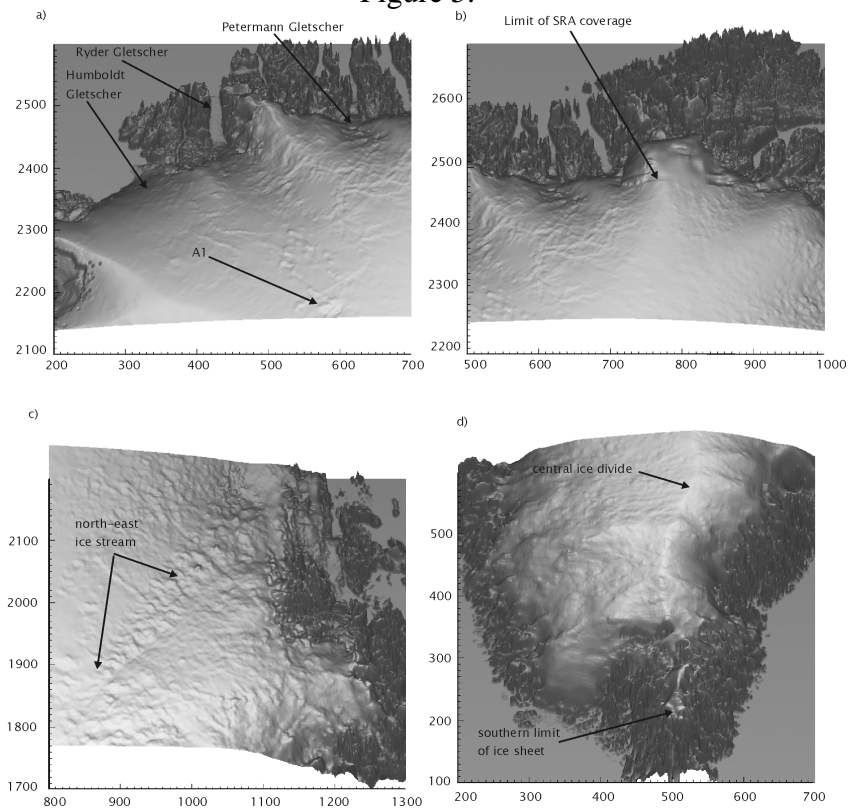 Figure 3.
a)
Petermann Gletscher
Ryder Gletscher
Humboldt
Gletscher
A1
2500
2400
2300
2200
2100
200 300 400 500 600 700
b)
Limit of SRA coverage
2600
2500
2400
2300
2200
500 600 700 800 900 1000
c)
north-east
ice stream
2100
2000
1900
1800
1700
800 900 1000 1100 1200 1300
d)
central ice divide
southern limit
of ice sheet
500
400
300
200
100
200 300 400 500 600 700